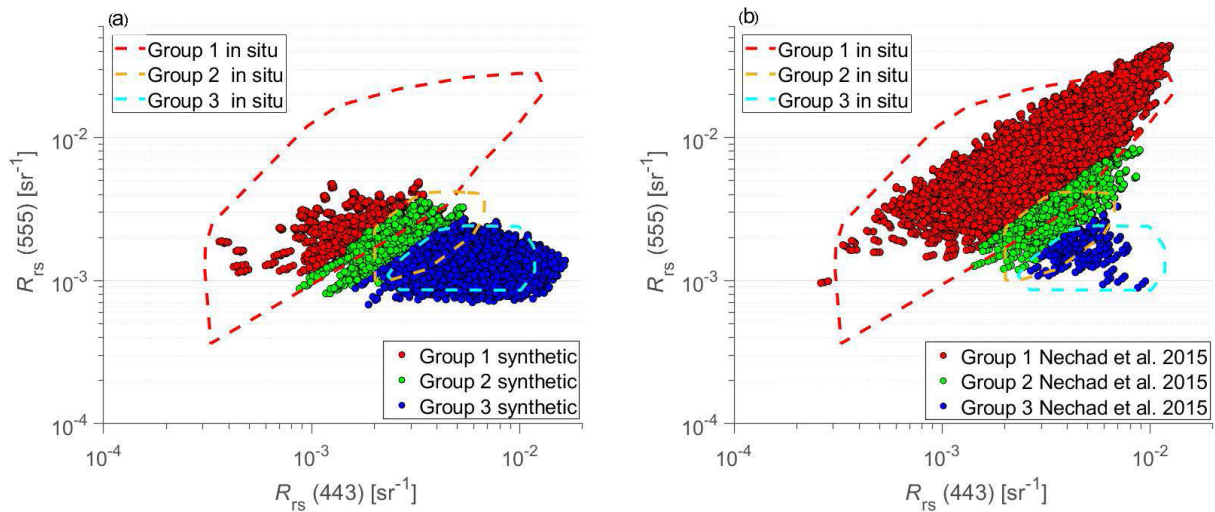 (a)
Group 1 in situ
Group 2 in situ
Group 3 in situ
10⁻²
10⁻³
10⁻⁴
Rrs (555) [sr⁻¹]
Group 1 synthetic
Group 2 synthetic
Group 3 synthetic
10⁻⁴
10⁻³
10⁻²
Rrs (443) [sr⁻¹]
(b)
Group 1 in situ
Group 2 in situ
Group 3 in situ
10⁻²
10⁻³
10⁻⁴
Rrs (555) [sr⁻¹]
Group 1 Nechad et al. 2015
Group 2 Nechad et al. 2015
Group 3 Nechad et al. 2015
10⁻⁴
10⁻³
10⁻²
Rrs (443) [sr⁻¹]